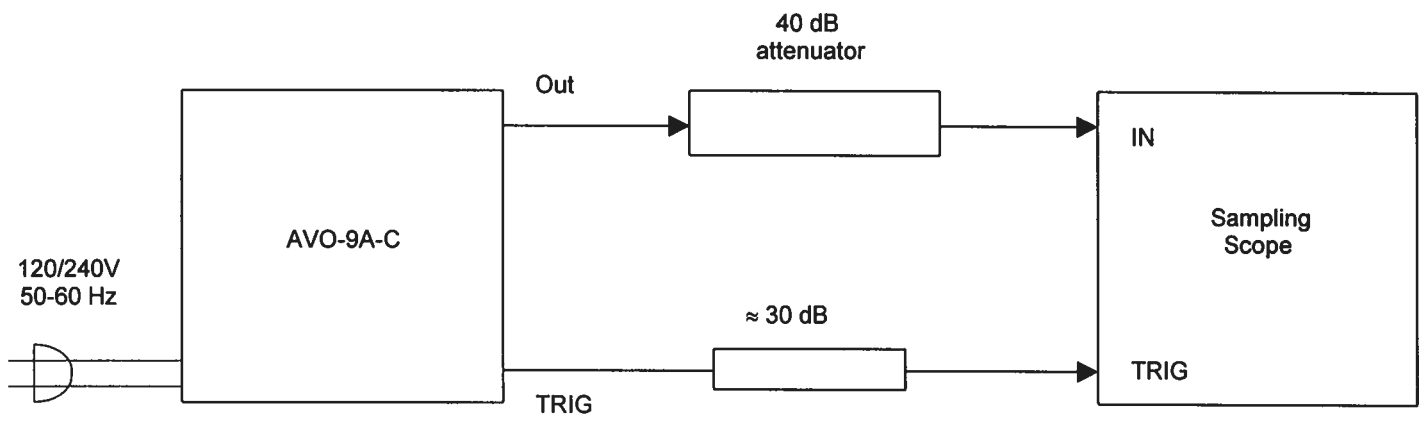 40 dB
attenuator
Out
IN
AVO-9A-C
Sampling
Scope
120/240V
50-60 Hz
≈ 30 dB
TRIG
TRIG